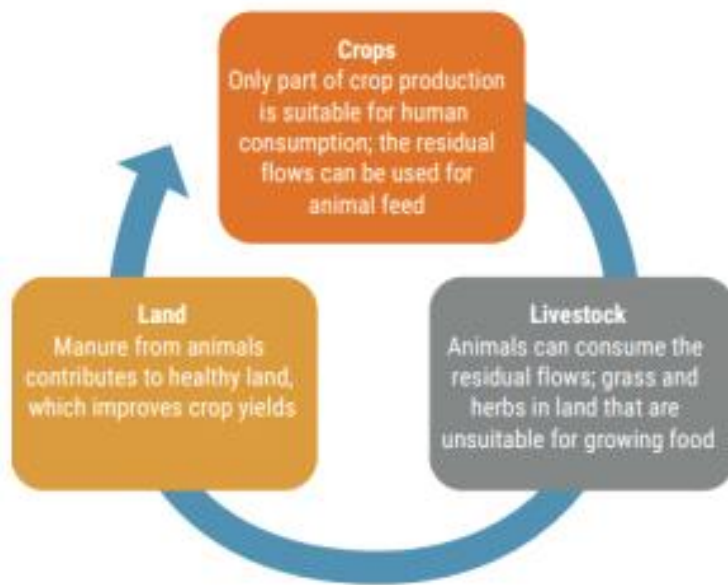 Crops
Only part of crop production
is suitable for human
consumption; the residual
flows can be used for
animal feed
Land
Manure from animals
contributes to healthy land,
which improves crop yields
Livestock
Animals can consume the
residual flows; grass and
herbs in land that are
unsuitable for growing food